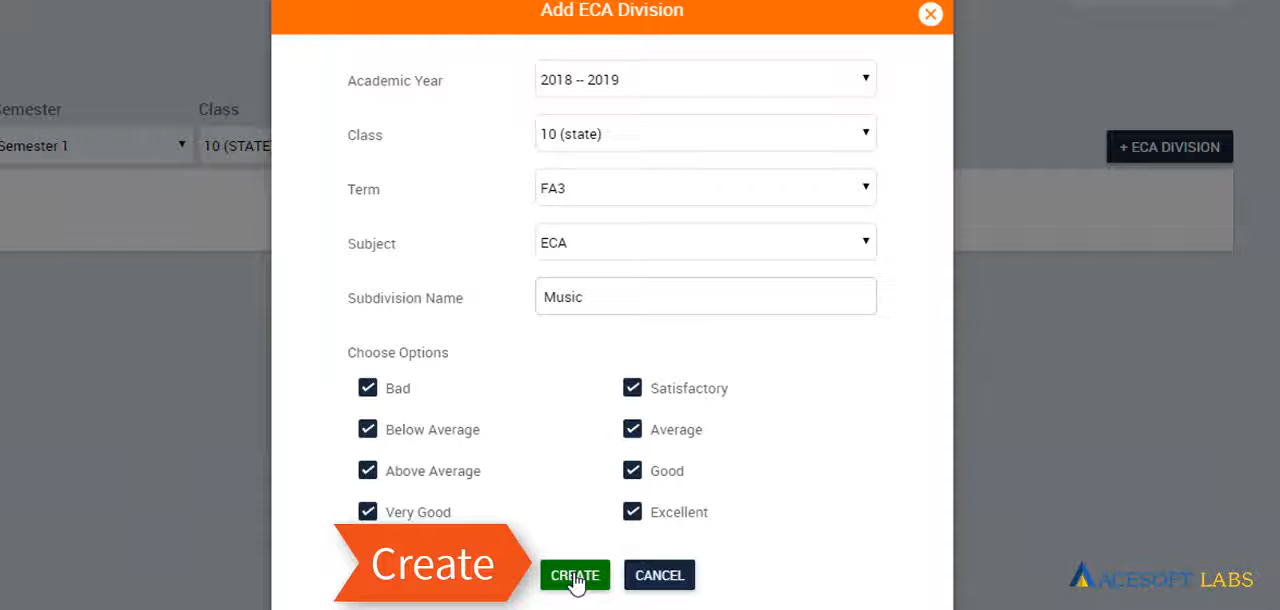 Add ECA Division
Academic Year 2018 -- 2019
Semester Class
Class 10 (state)
Semester 1 10 (STATE
+ ECA DIVISION
Term FA3
Subject ECA
Subdivision Name Music
Choose Options
Bad Satisfactory
Below Average Average
Above Average Good
Very Good Excellent
Create CREATE CANCEL
ACESOFT LABS